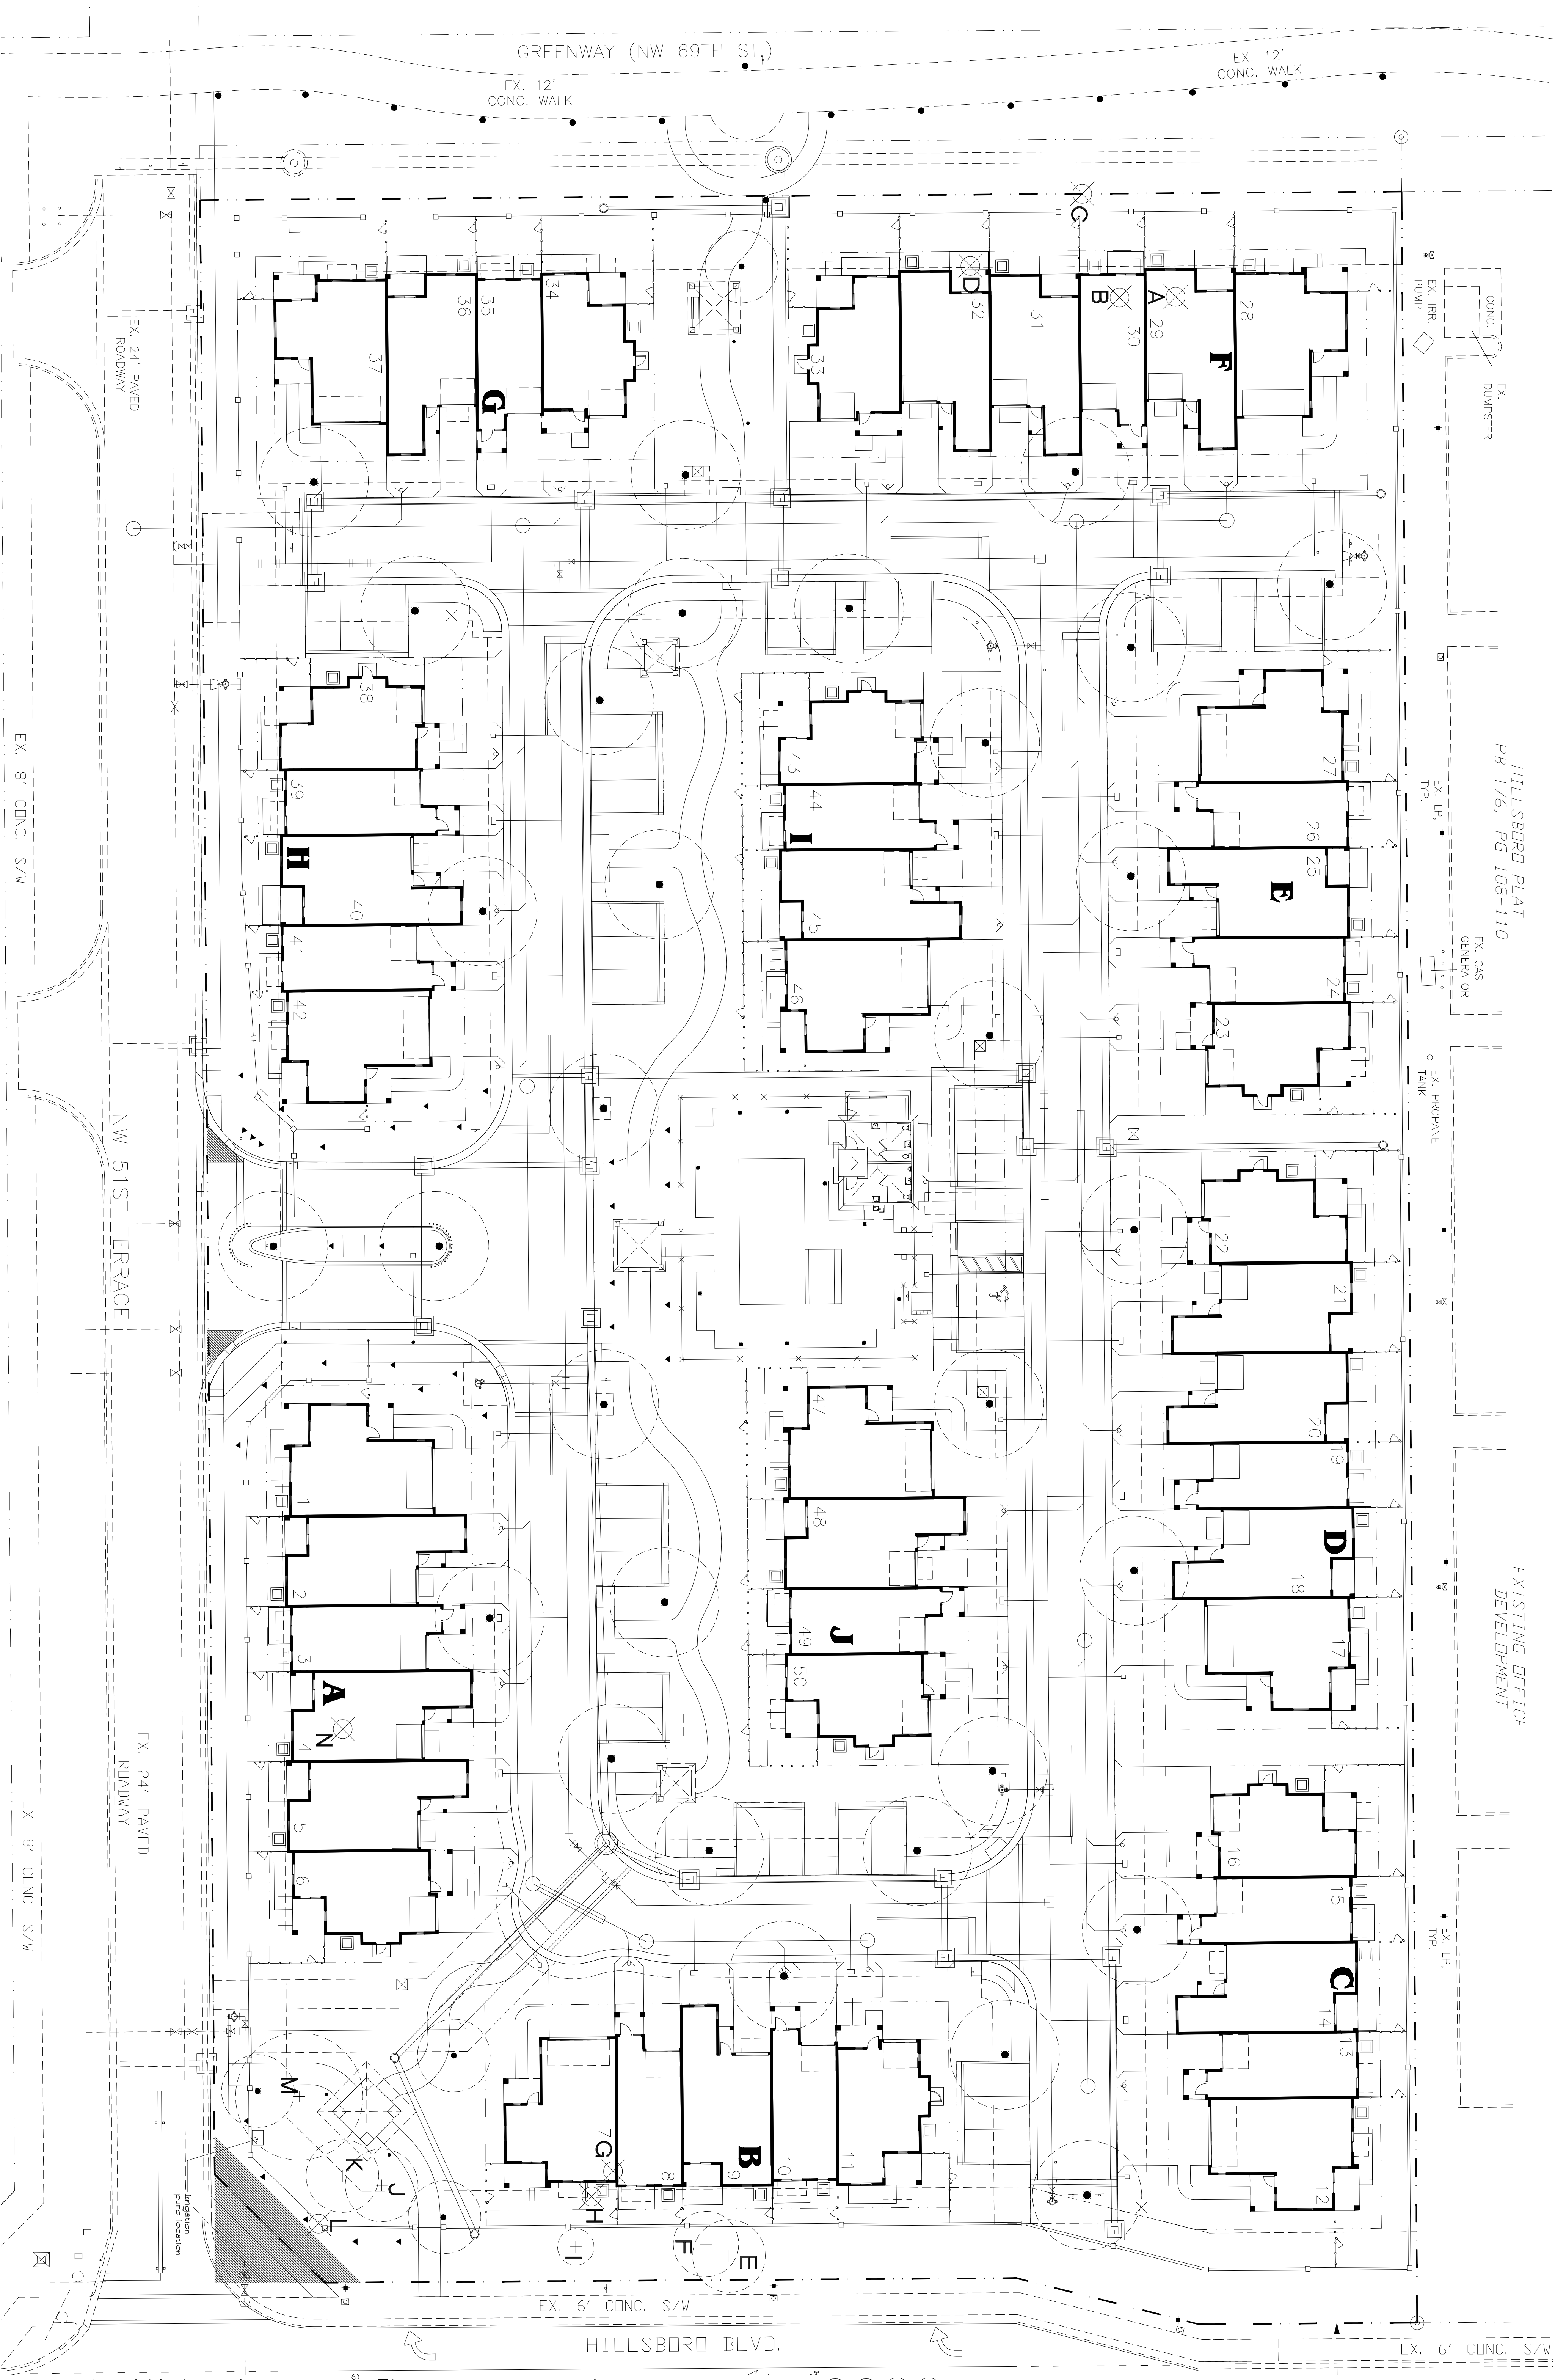 GREENWAY (NW 69TH ST.)
EX. 12'
CONC. WALK
EX. 12'
CONC. WALK
C
D
B
A
EX. IRR.
PUMP
CONC.
EX.
DUMPSTER
37
36
35
34
33
32
31
30
29
28
G
F
EX. 24' PAVED
ROADWAY
38
39
H
40
41
42
43
44
I
45
46
27
26
25
E
24
23
HILLSBORO PLAT
PB 176, PG 108-110
EX. LP,
TYP.
EX. GAS
GENERATOR
EX. PROPANE
TANK
EX. 8' CONC. S/W
NW 51ST TERRACE
22
21
20
19
D
18
17
1
2
3
A
N
4
5
6
47
48
J
49
50
EXISTING OFFICE
DEVELOPMENT
EX. 24' PAVED
ROADWAY
EX. 8' CONC. S/W
16
15
C
14
13
12
EX. LP,
TYP.
M
K
J
L
7
G
8
B
9
10
11
H
I
F
E
irrigation
pump location
EX. 6' CONC. S/W
HILLSBORO BLVD.
EX. 6' CONC. S/W